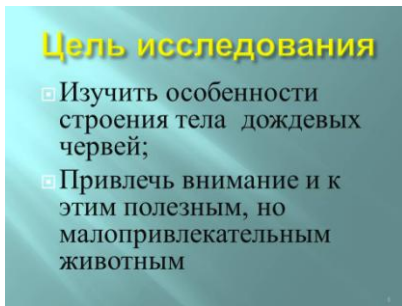 Цель исследования
Изучить особенности
строения тела дождевых
червей;
Привлечь внимание и к
этим полезным, но
малопривлекательным
животным